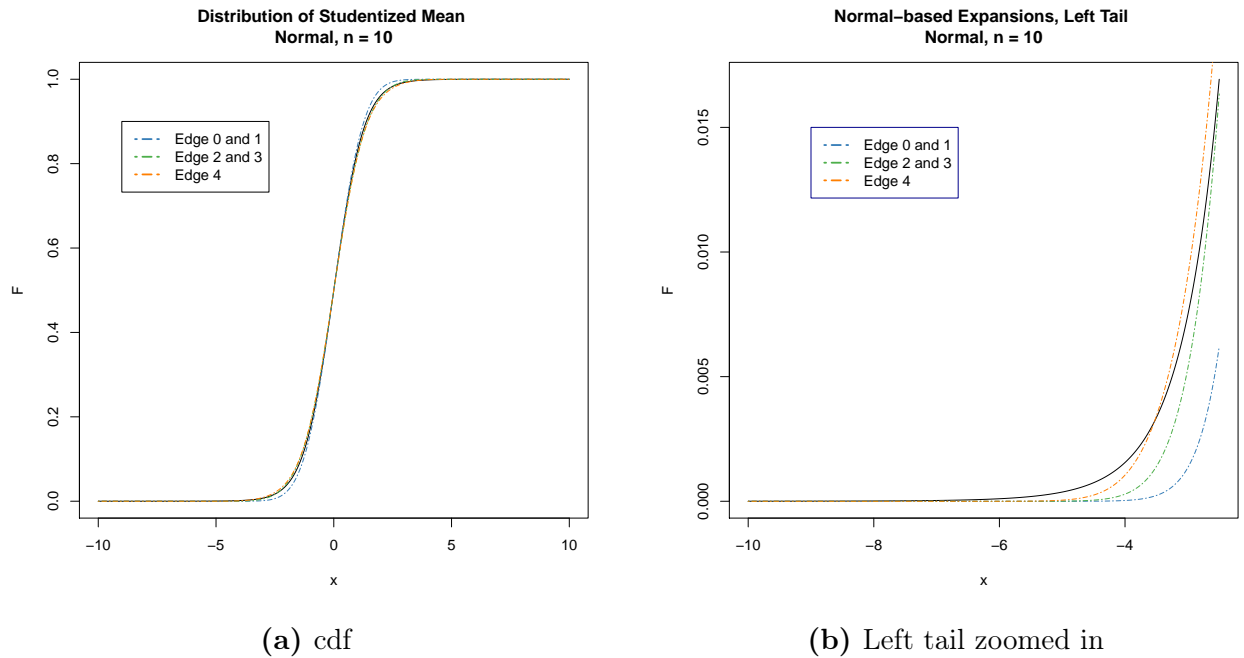 Distribution of Studentized Mean
Normal, n = 10
F
1.0
0.8
0.6
0.4
0.2
0.0
Edge 0 and 1
Edge 2 and 3
Edge 4
−10
−5
0
5
10
x
(a) cdf
Normal−based Expansions, Left Tail
Normal, n = 10
F
0.015
0.010
0.005
0.000
Edge 0 and 1
Edge 2 and 3
Edge 4
−10
−8
−6
−4
x
(b) Left tail zoomed in